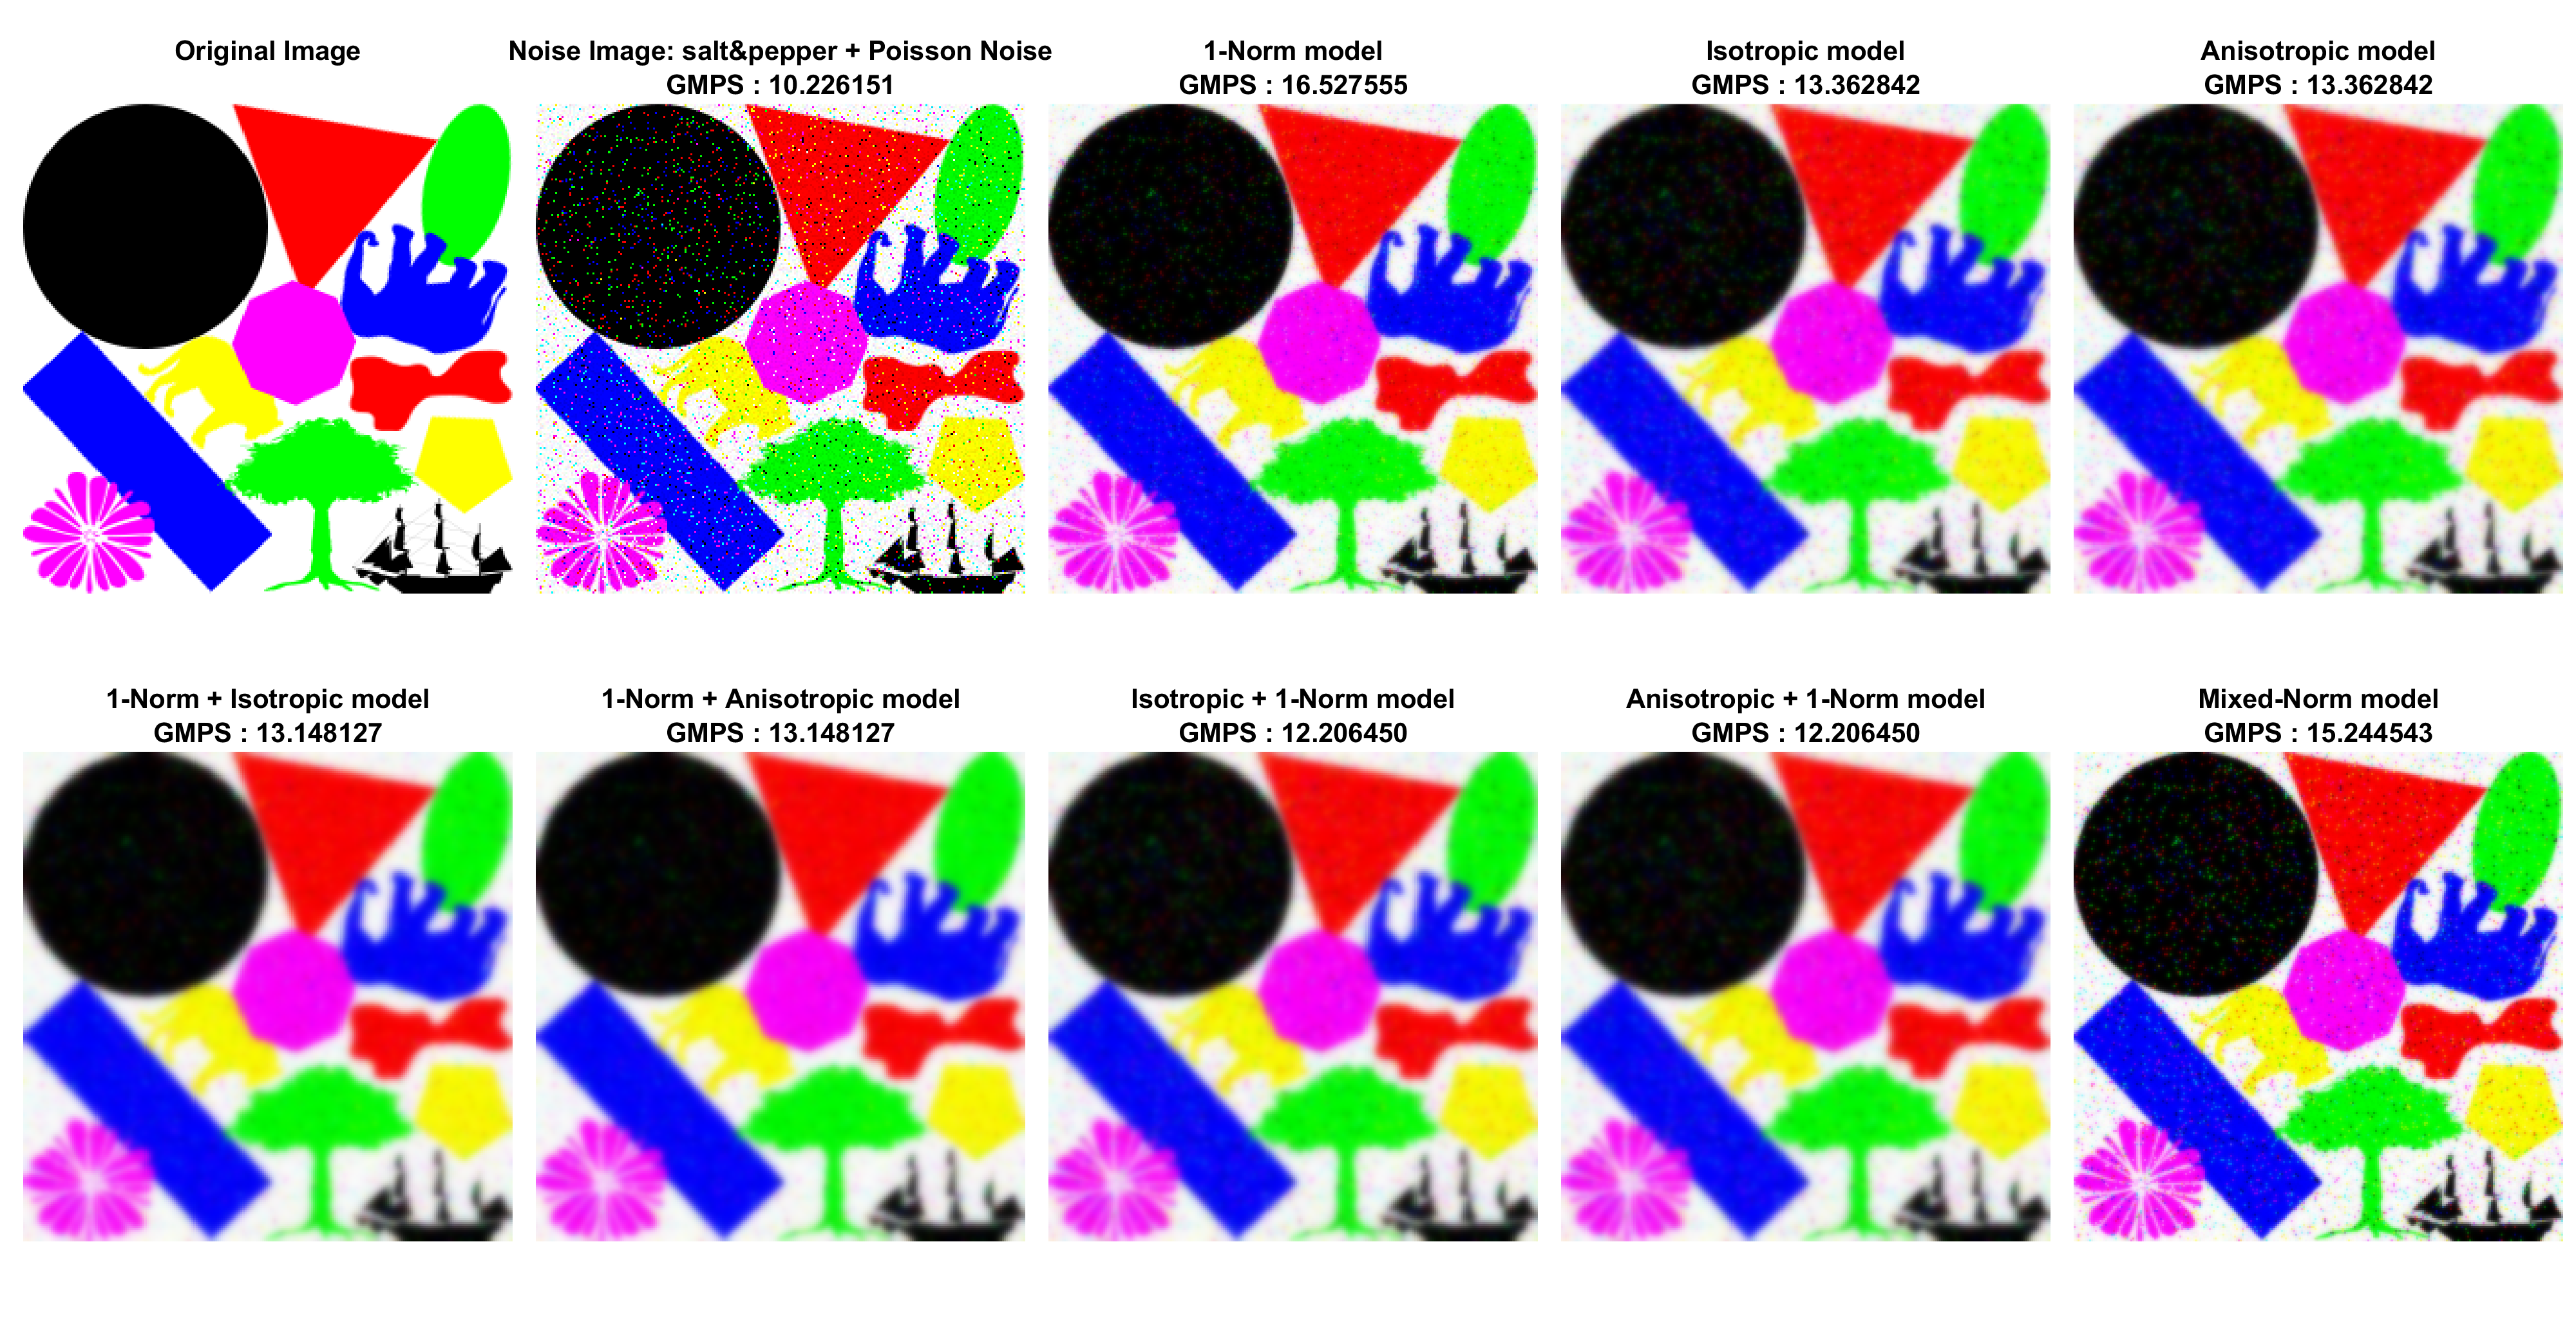 Original Image
Noise Image: salt&pepper + Poisson Noise
GMPS : 10.226151
1-Norm model
GMPS : 16.527555
Isotropic model
GMPS : 13.362842
Anisotropic model
GMPS : 13.362842
1-Norm + Isotropic model
GMPS : 13.148127
1-Norm + Anisotropic model
GMPS : 13.148127
Isotropic + 1-Norm model
GMPS : 12.206450
Anisotropic + 1-Norm model
GMPS : 12.206450
Mixed-Norm model
GMPS : 15.244543